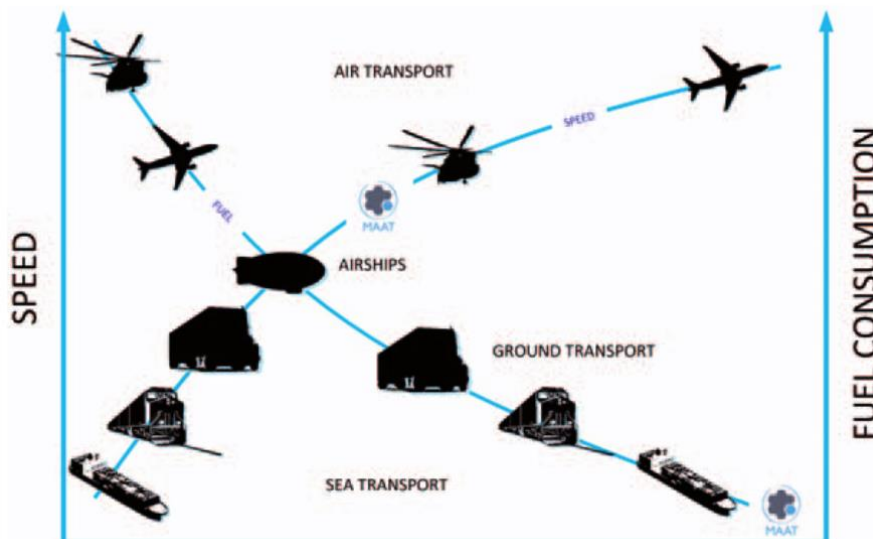 AIR TRANSPORT
SPEED
FUEL
MAAT
AIRSHIPS
SPEED
FUEL CONSUMPTION
GROUND TRANSPORT
SEA TRANSPORT
MAAT